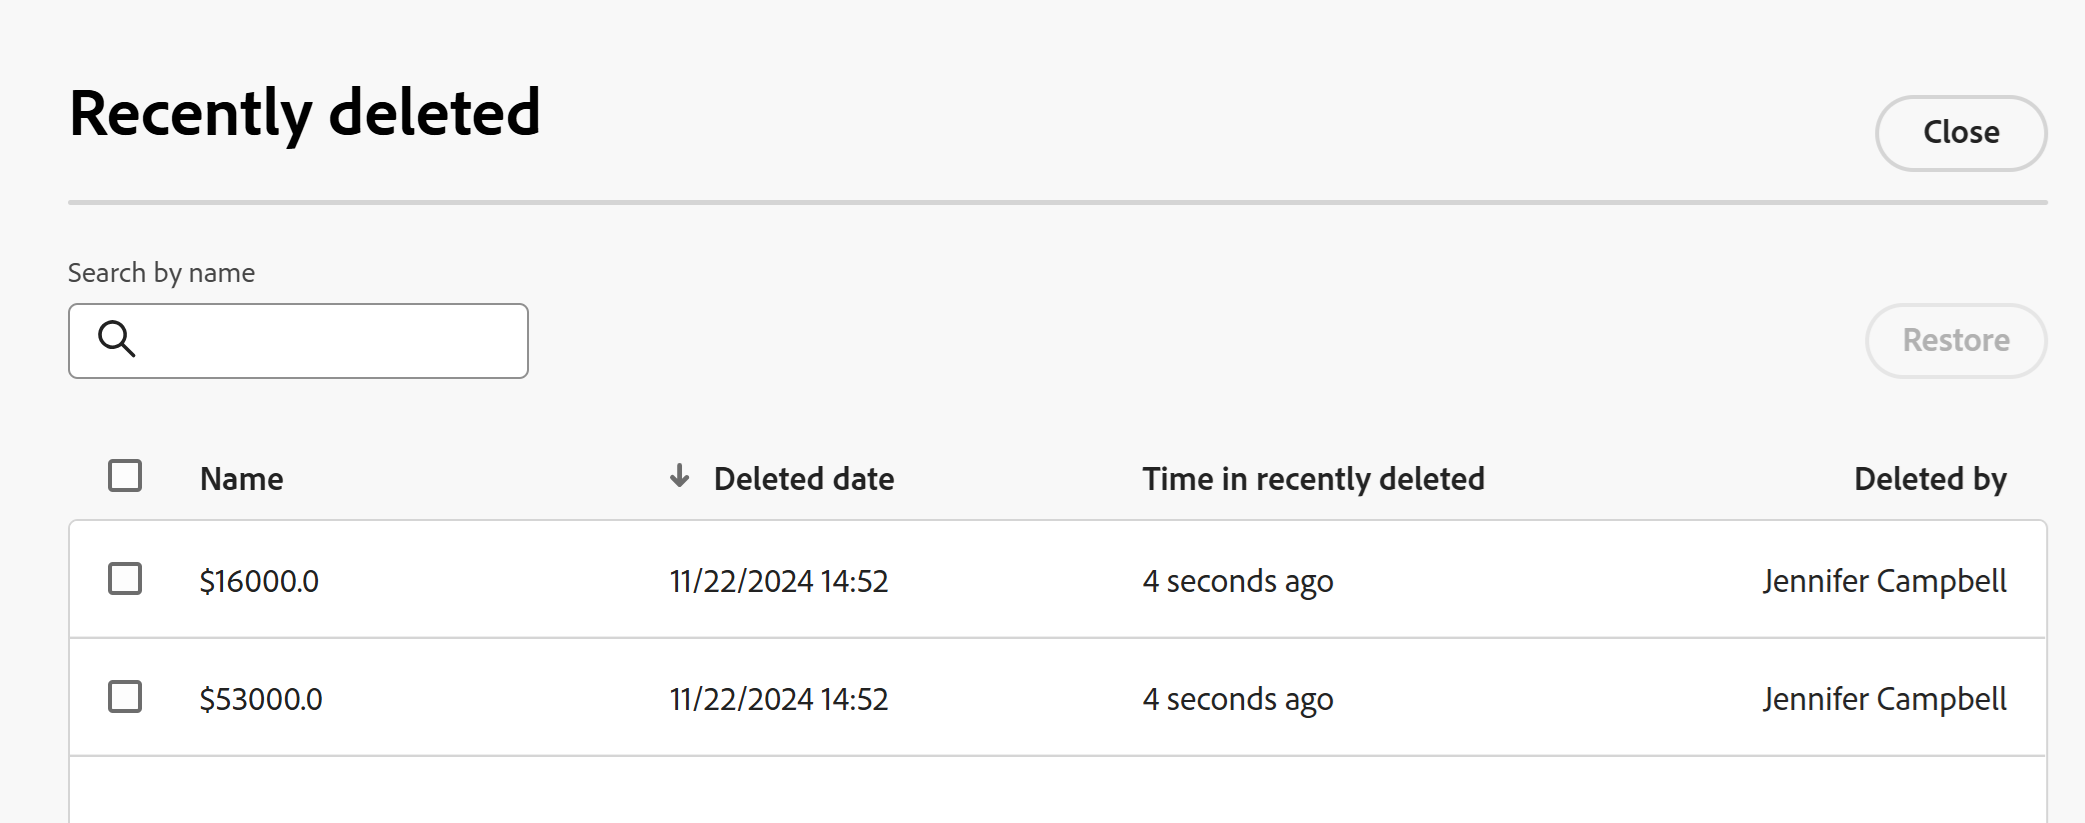 Recently deleted
Close
Search by name
Restore
Name Deleted date Time in recently deleted Deleted by
$16000.0 11/22/2024 14:52 4 seconds ago Jennifer Campbell
$53000.0 11/22/2024 14:52 4 seconds ago Jennifer Campbell